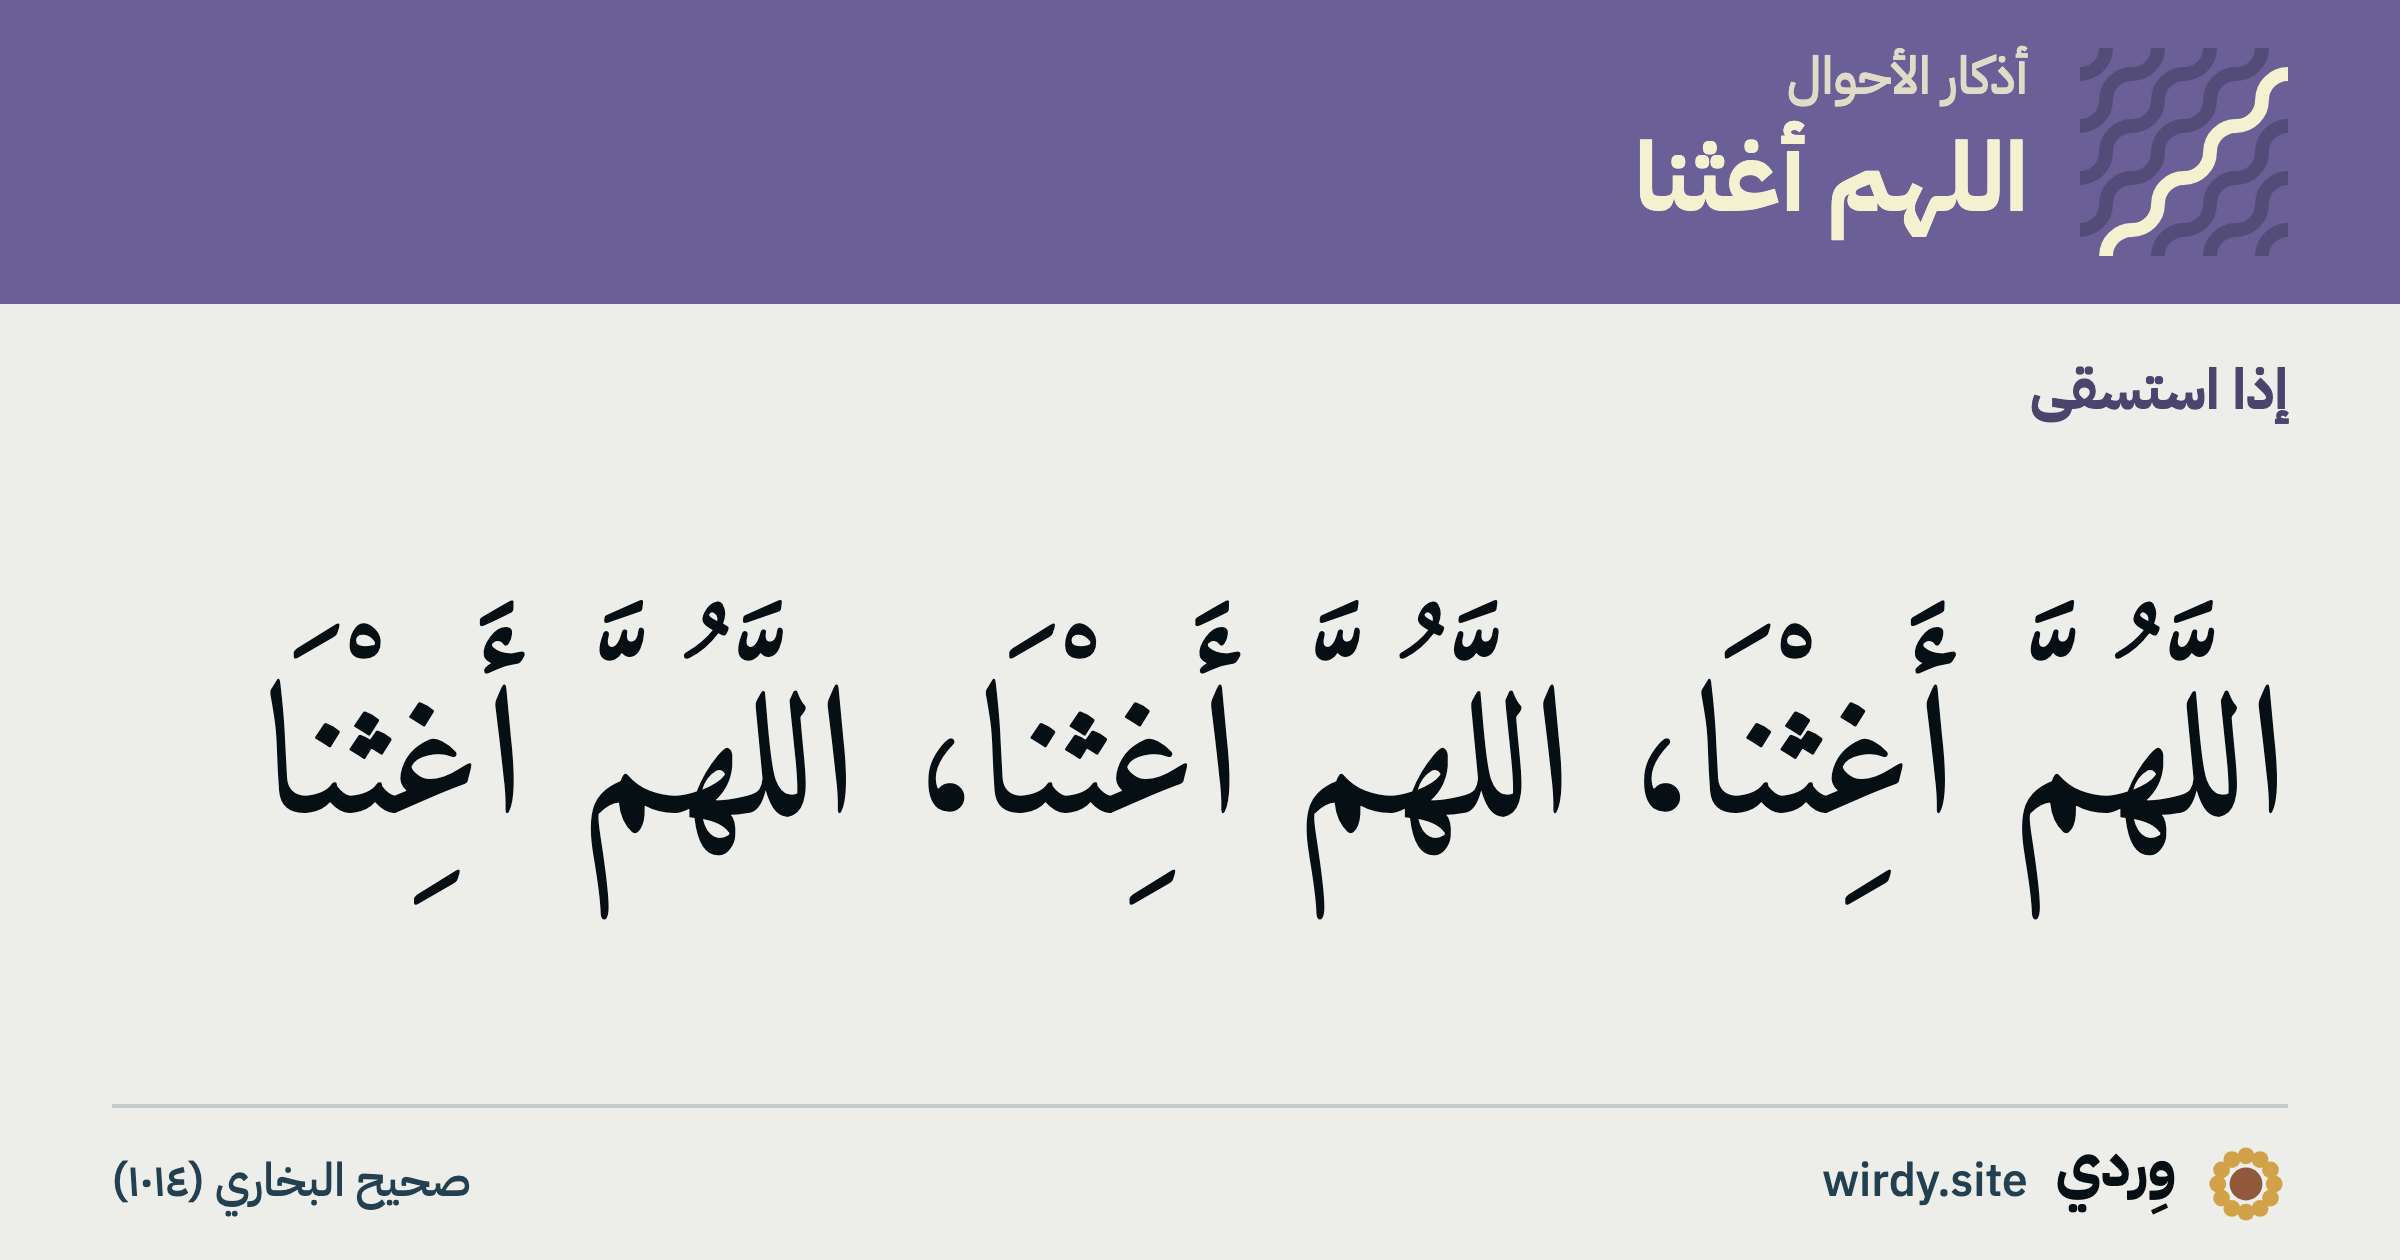 أذكار الأحوال
اللهم أغثنا
إذا استسقى
اللَّهُمَّ أَغِثْنَا، اللَّهُمَّ أَغِثْنَا، اللَّهُمَّ أَغِثْنَا
وِردي wirdy.site
صحيح البخاري (١٠١٤)